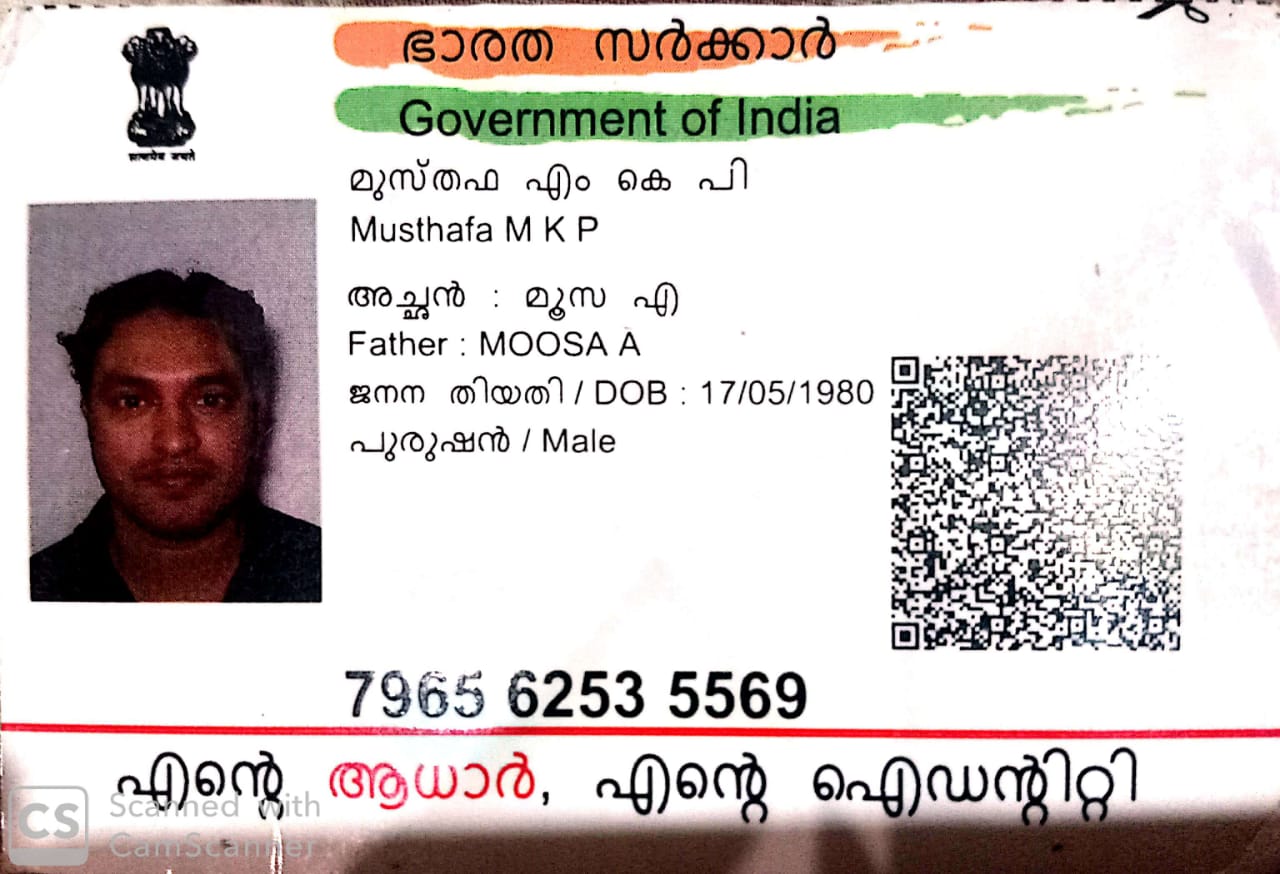 ഭാരത സർക്കാർ
Government of India
सत्यमेव जयते
മുസ്തഫ എം കെ പി
Musthafa M K P
അച്ഛൻ : മൂസ എ
Father : MOOSA A
ജനന തിയതി / DOB : 17/05/1980
പുരുഷൻ / Male
7965 6253 5569
എന്റെ ആധാർ, എന്റെ ഐഡന്റിറ്റി
CS Scanned with
CamScanner